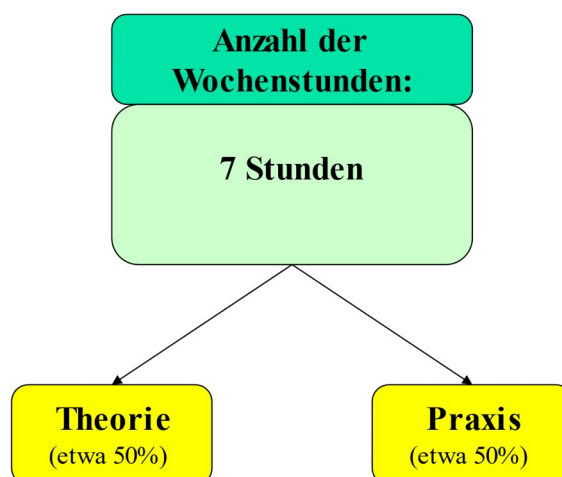 Anzahl der
Wochenstunden:
7 Stunden
Theorie
(etwa 50%)
Praxis
(etwa 50%)